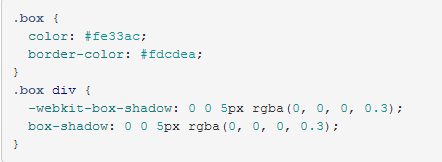 .box {
  color: #fe33ac;
  border-color: #fdcdea;
}
.box div {
  -webkit-box-shadow: 0 0 5px rgba(0, 0, 0, 0.3);
  box-shadow: 0 0 5px rgba(0, 0, 0, 0.3);
}